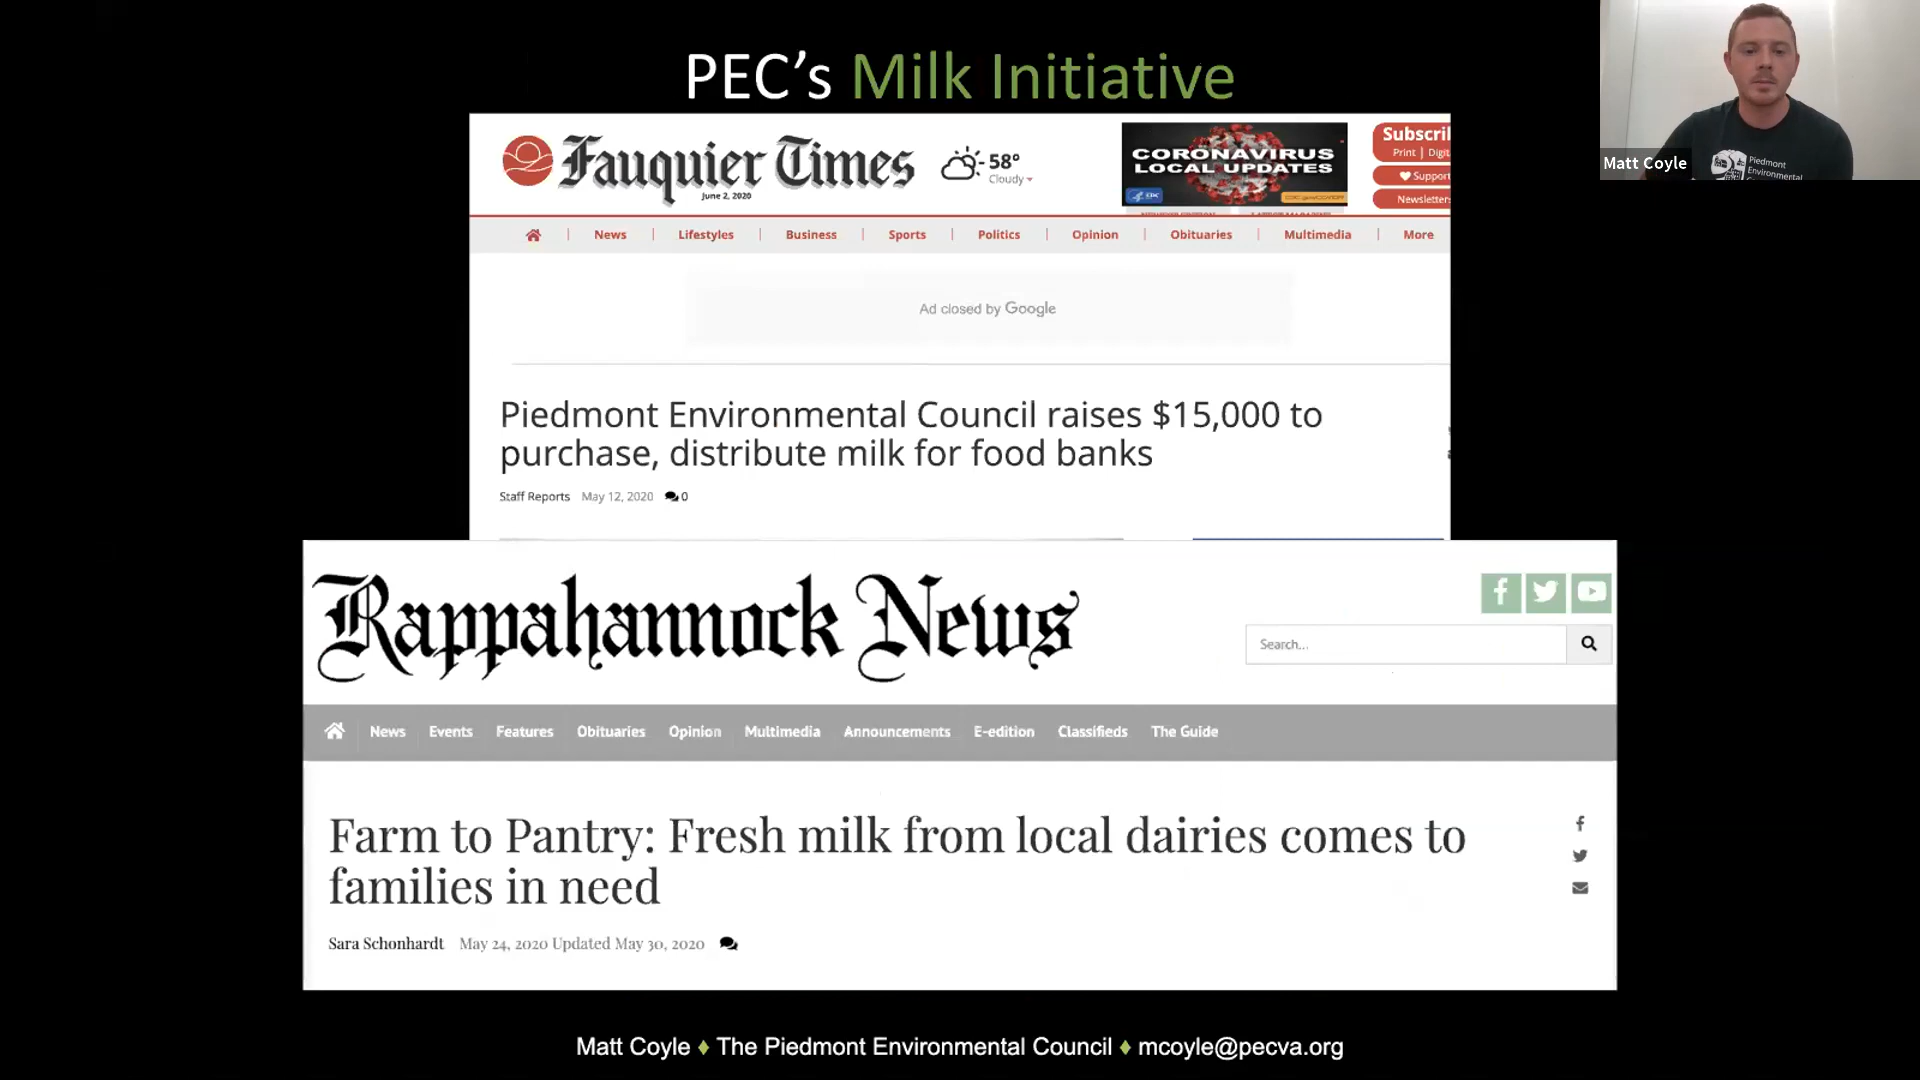 PEC's Milk Initiative
Matt Coyle
Piedmont
Environmental
Fauquier Times
June 2, 2020
58°
Cloudy
CORONAVIRUS
LOCAL UPDATES
CDC
Print
Support
News
Lifestyles
Business
Sports
Politics
Opinion
Obituaries
Multimedia
More
Ad closed by Google
Piedmont Environmental Council raises $15,000 to
purchase, distribute milk for food banks
Staff Reports May 12, 2020 0
Rappahannock News
Search...
News Events Features Obituaries Opinion Multimedia Announcements E-edition Classifieds The Guide
Farm to Pantry: Fresh milk from local dairies comes to
families in need
Sara Schonhardt May 24, 2020 Updated May 30, 2020
Matt Coyle ♦ The Piedmont Environmental Council ♦ mcoyle@pecva.org